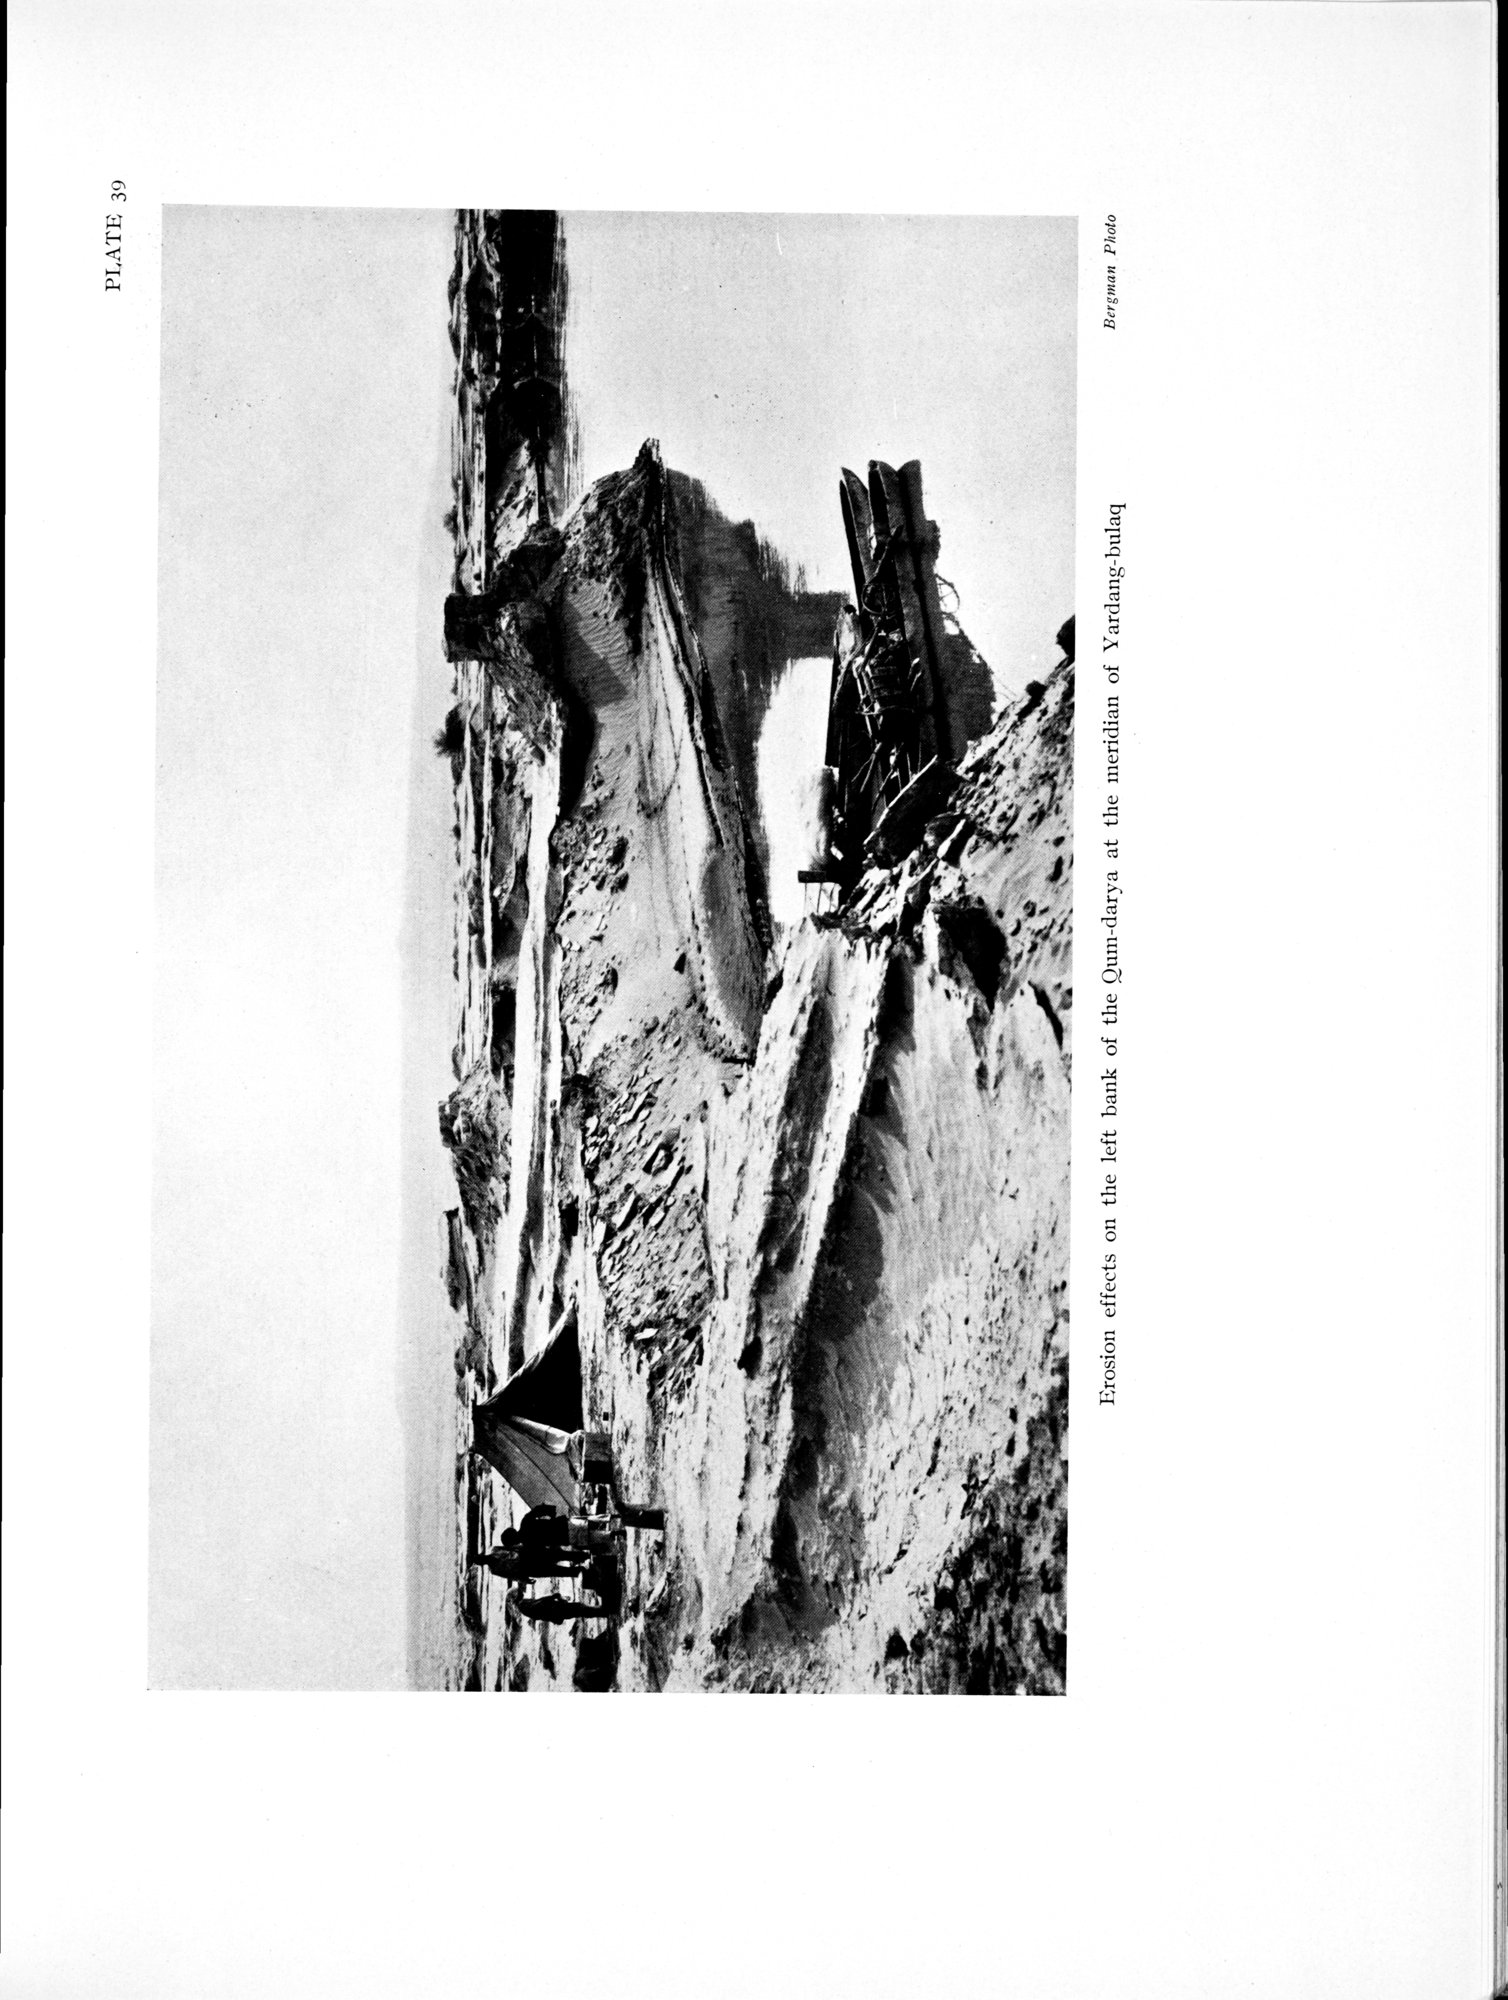 PLATE 39
Bergman Photo
Erosion effects on the left bank of the Qum-darya at the meridian of Yardang-bulaq